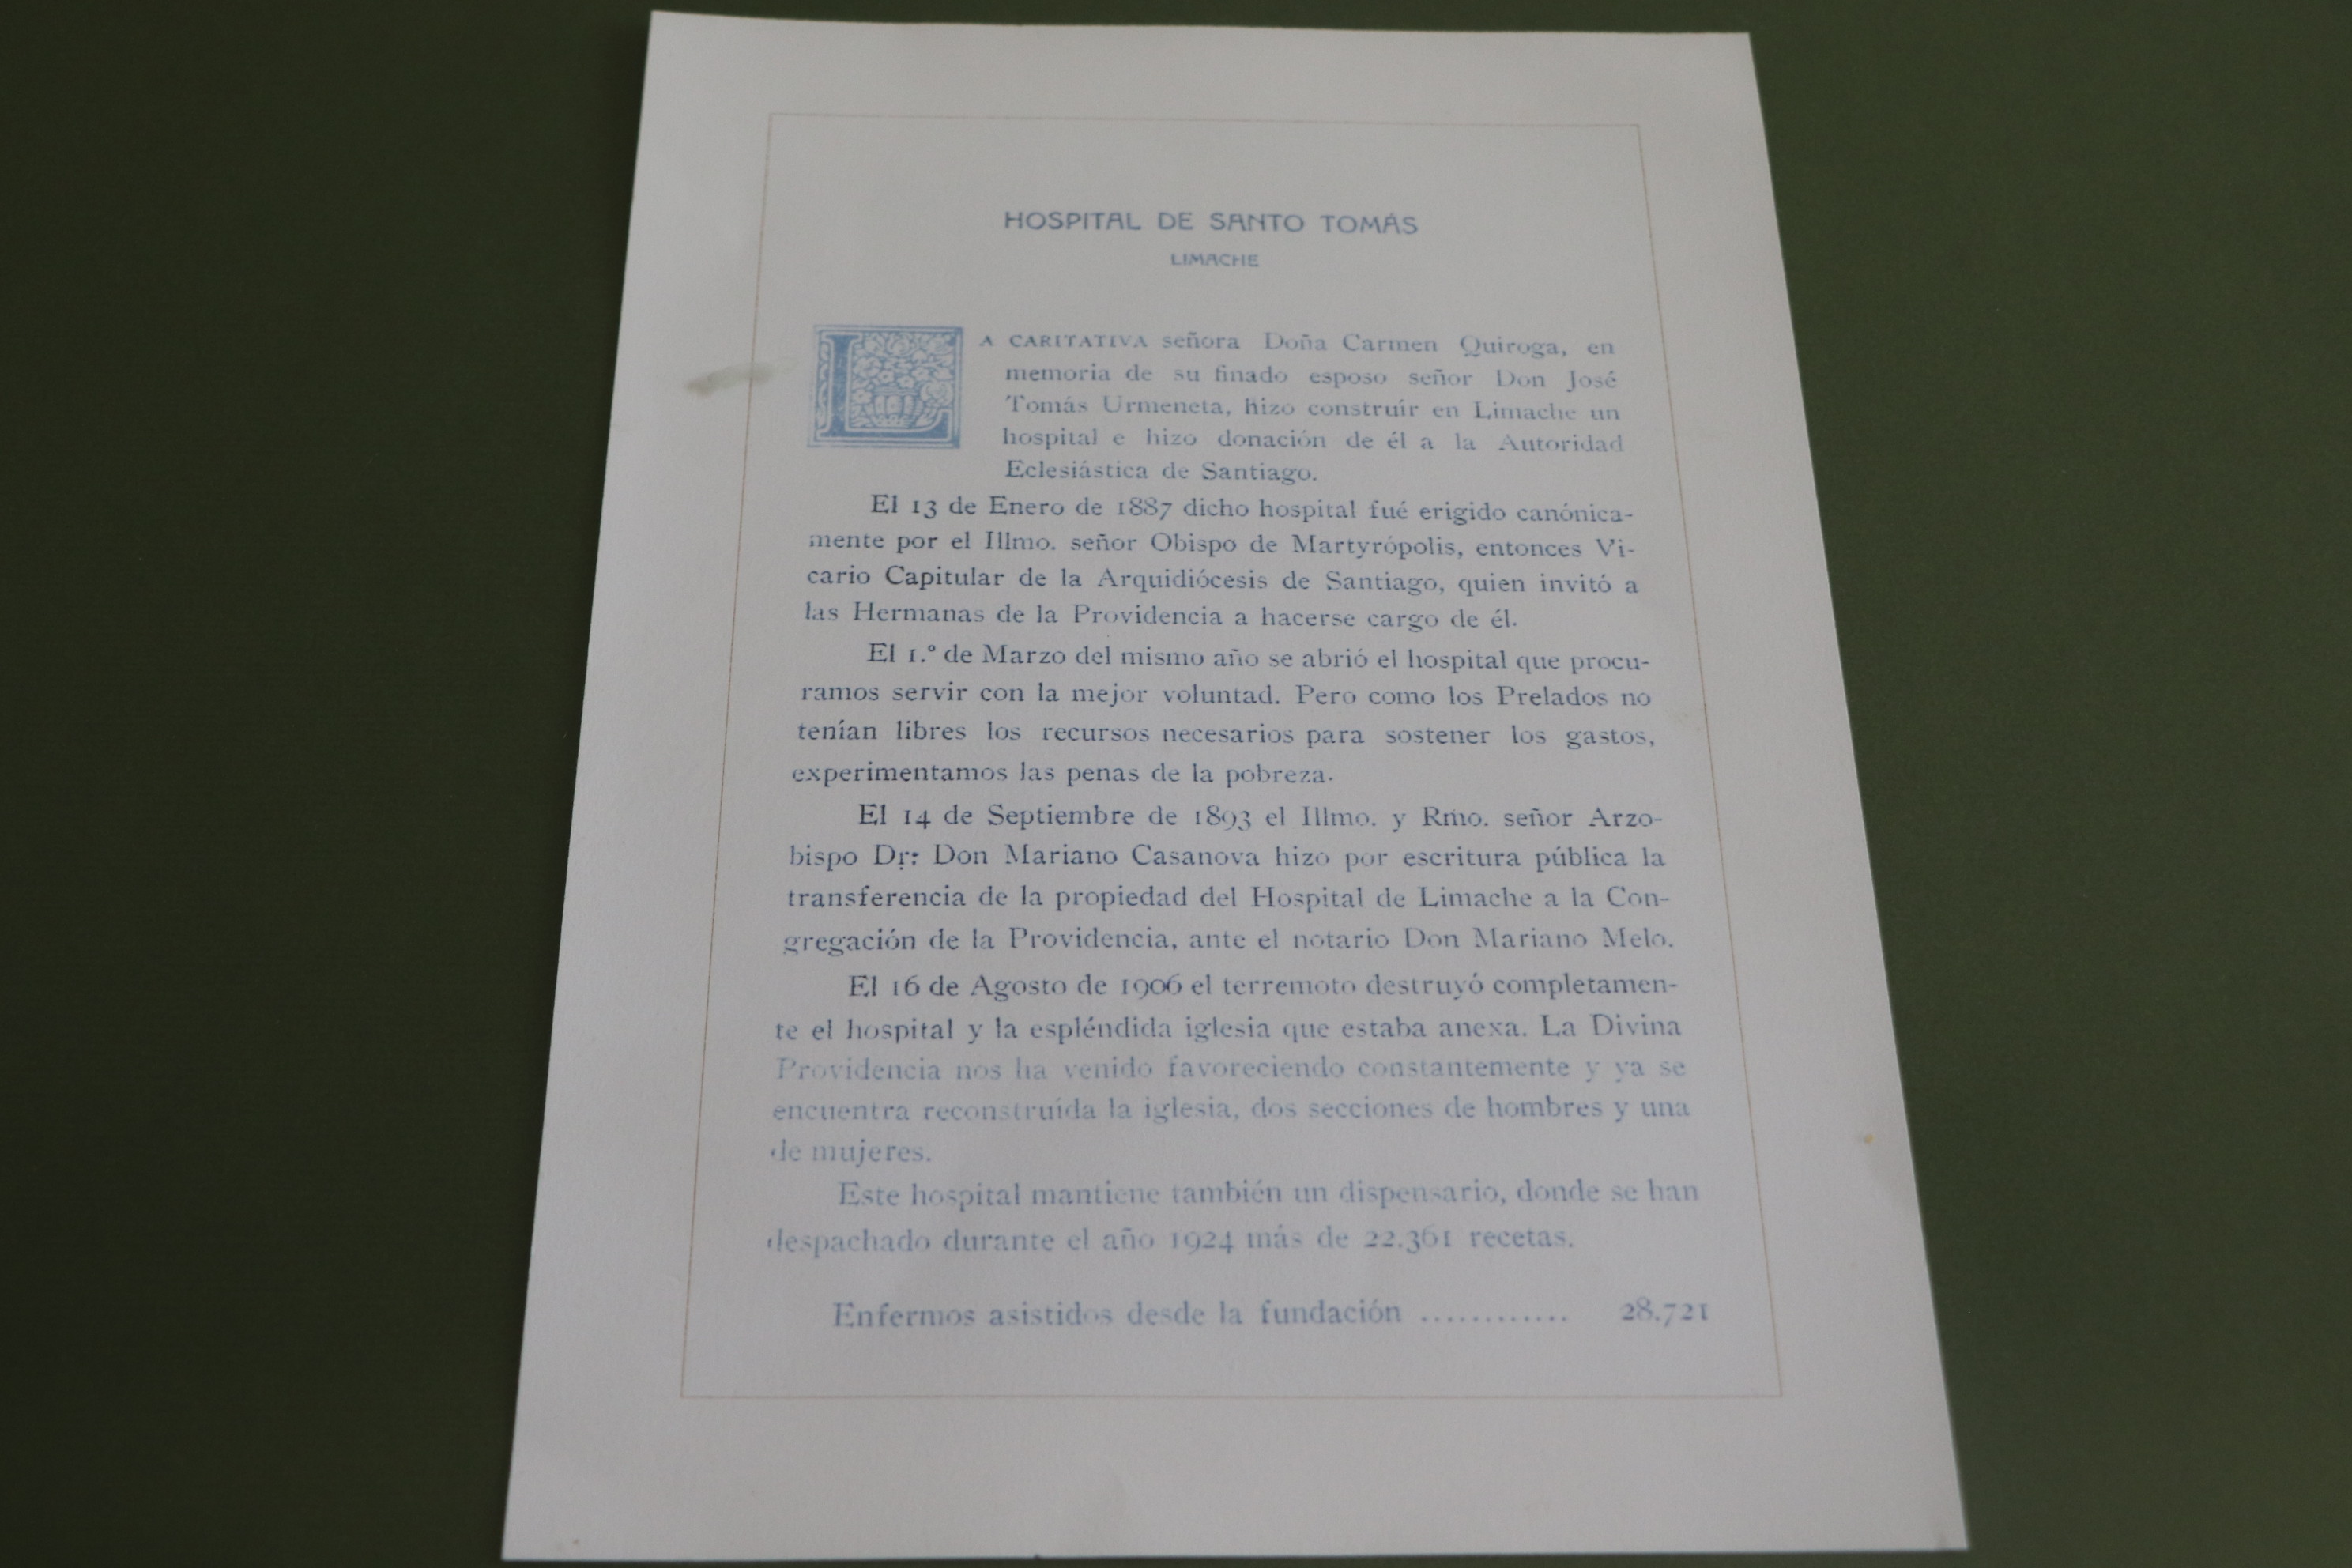 HOSPITAL DE SANTO TOMÁS
LIMACHE
LA CARITATIVA señora Doña Carmen Quiroga, en
memoria de su finado esposo señor Don José
Tomás Urmeneta, hizo construir en Limache un
hospital e hizo donación de él a la Autoridad
Eclesiástica de Santiago.
El 13 de Enero de 1887 dicho hospital fué erigido canónica-
mente por el Illmo. señor Obispo de Martyrópolis, entonces Vi-
cario Capitular de la Arquidiócesis de Santiago, quien invitó a
las Hermanas de la Providencia a hacerse cargo de él.
El 1.º de Marzo del mismo año se abrió el hospital que procu-
ramos servir con la mejor voluntad. Pero como los Prelados no
tenían libres los recursos necesarios para sostener los gastos,
experimentamos las penas de la pobreza.
El 14 de Septiembre de 1893 el Illmo. y Rmo. señor Arzo-
bispo Dr: Don Mariano Casanova hizo por escritura pública la
transferencia de la propiedad del Hospital de Limache a la Con-
gregación de la Providencia, ante el notario Don Mariano Melo.
El 16 de Agosto de 1906 el terremoto destruyó completamen-
te el hospital y la espléndida iglesia que estaba anexa. La Divina
Providencia nos ha venido favoreciendo constantemente y ya se
encuentra reconstruída la iglesia, dos secciones de hombres y una
de mujeres.
Este hospital mantiene también un dispensario, donde se han
despachado durante el año 1924 más de 22.361 recetas.
Enfermos asistidos desde la fundación ............ 28.721